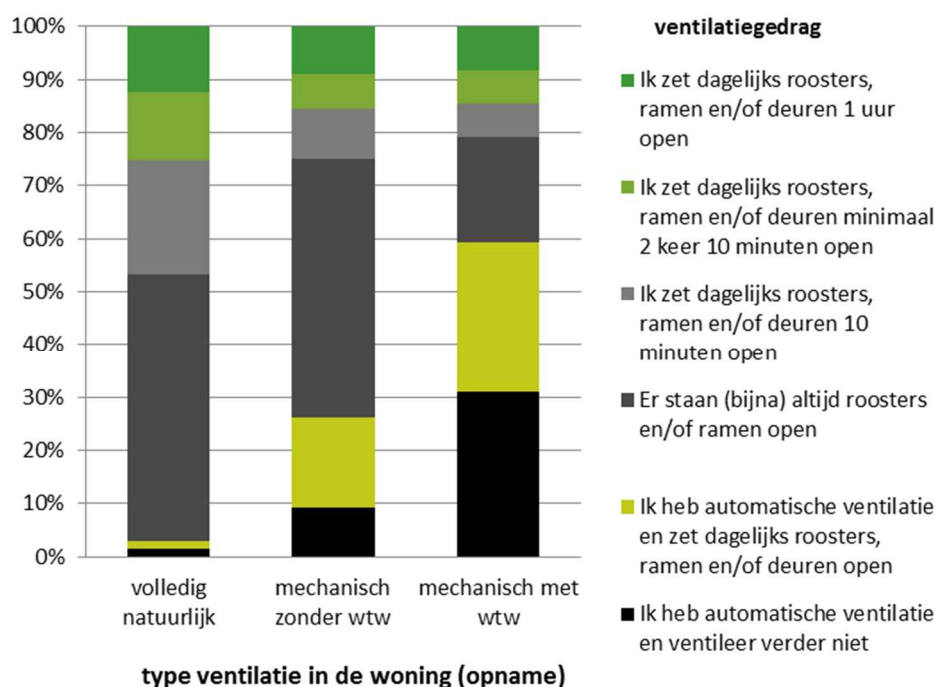 100%
90%
80%
70%
60%
50%
40%
30%
20%
10%
0%
volledig
natuurlijk
mechanisch
zonder wtw
mechanisch met
wtw
type ventilatie in de woning (opname)
ventilatiegedrag
Ik zet dagelijks roosters,
ramen en/of deuren 1 uur
open
Ik zet dagelijks roosters,
ramen en/of deuren minimaal
2 keer 10 minuten open
Ik zet dagelijks roosters,
ramen en/of deuren 10
minuten open
Er staan (bijna) altijd roosters
en/of ramen open
Ik heb automatische ventilatie
en zet dagelijks roosters,
ramen en/of deuren open
Ik heb automatische ventilatie
en ventileer verder niet